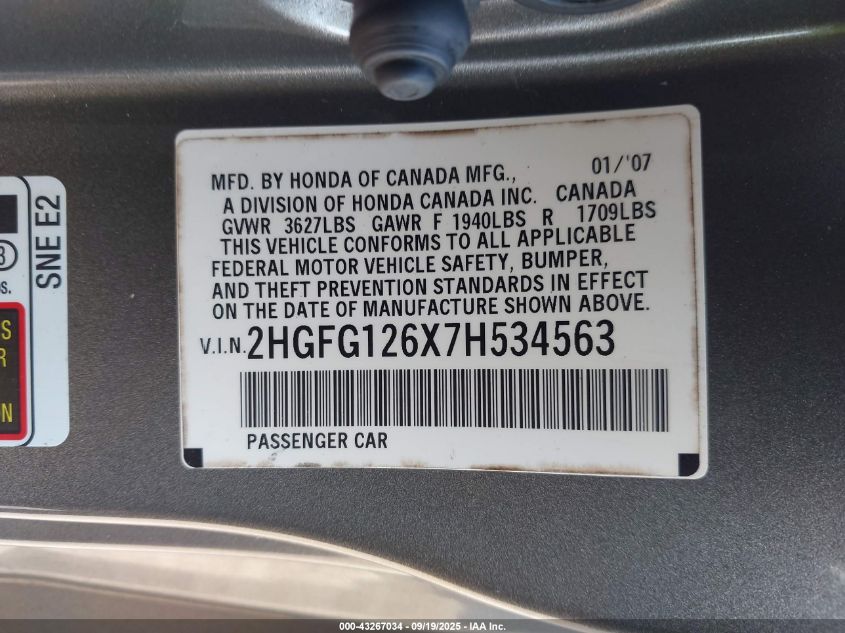 MFD. BY HONDA OF CANADA MFG., 01/'07
A DIVISION OF HONDA CANADA INC. CANADA
GVWR 3627LBS GAWR F 1940LBS R 1709LBS
THIS VEHICLE CONFORMS TO ALL APPLICABLE
FEDERAL MOTOR VEHICLE SAFETY, BUMPER,
AND THEFT PREVENTION STANDARDS IN EFFECT
ON THE DATE OF MANUFACTURE SHOWN ABOVE.
V.I.N. 2HGFG126X7H534563
PASSENGER CAR
SNE E2
000-43267034 - 09/19/2025 - IAA Inc.